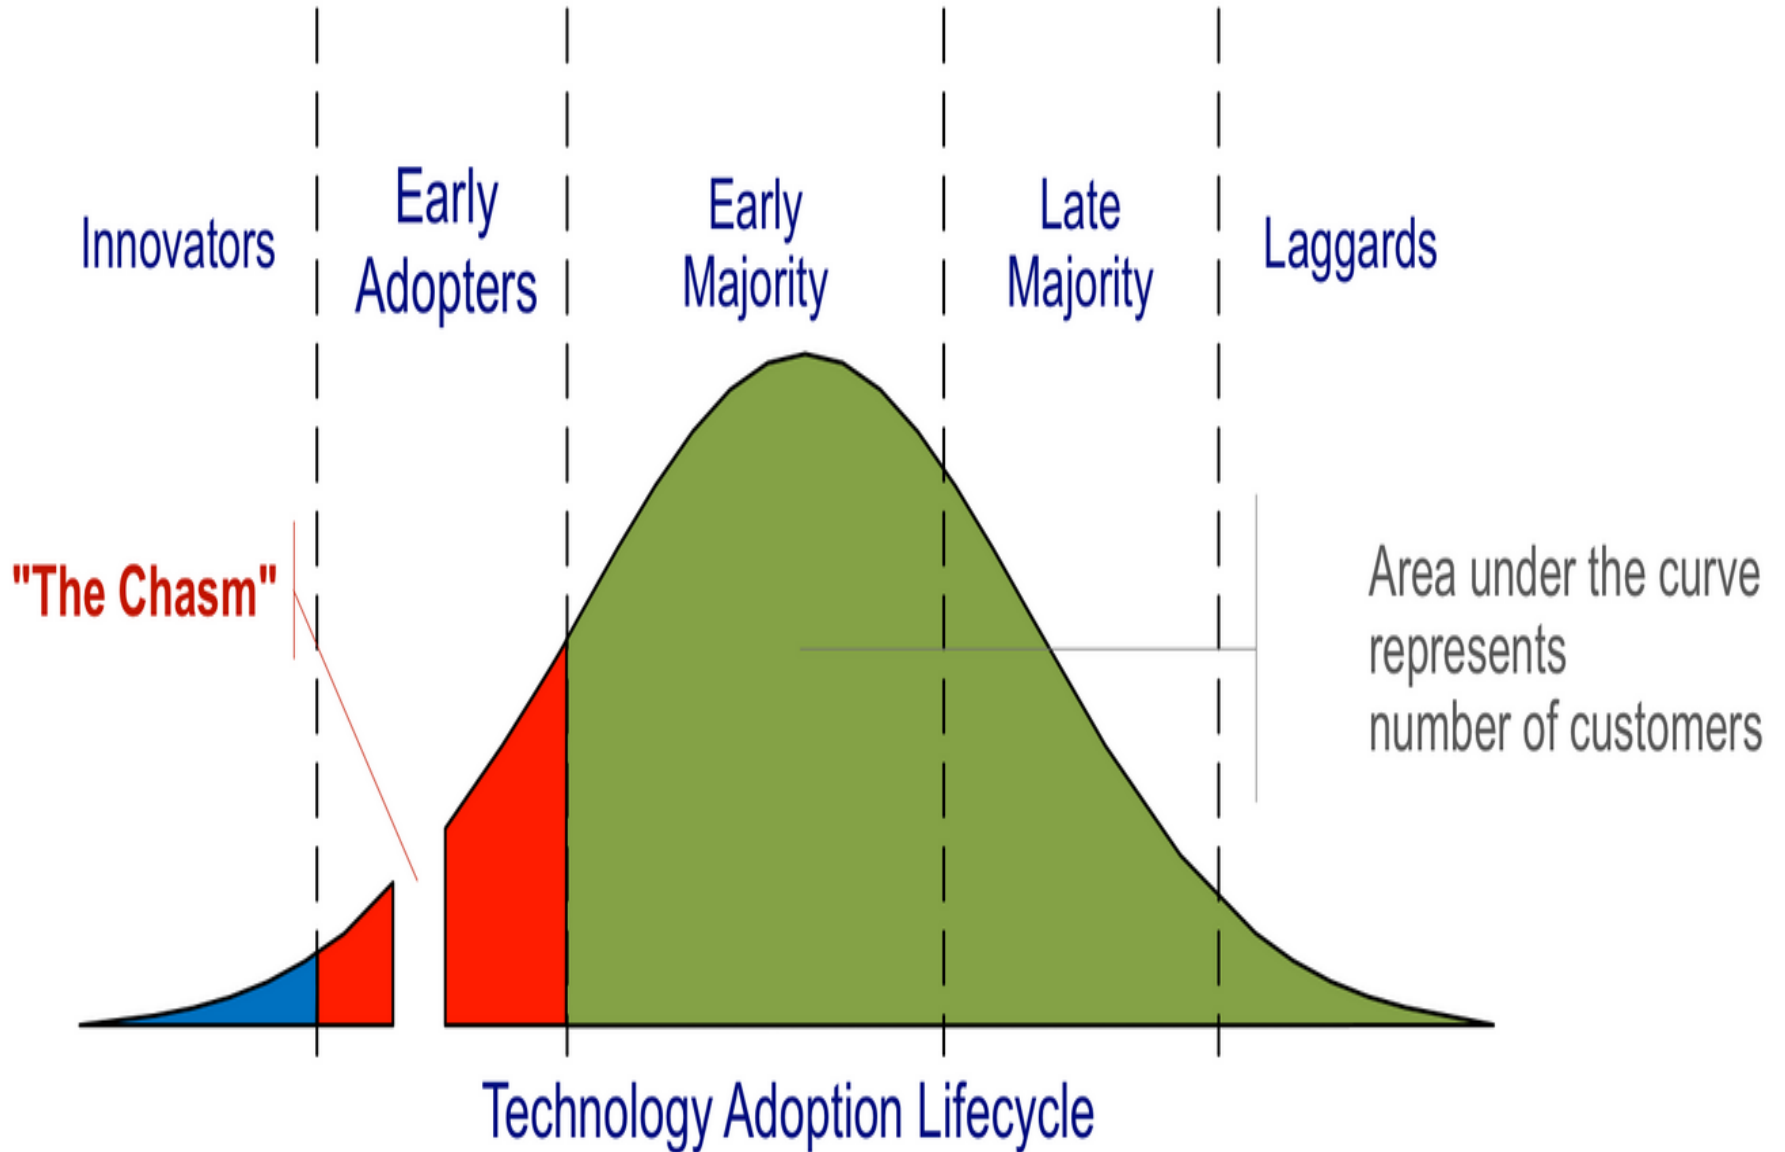 Innovators
Early
Adopters
Early
Majority
Late
Majority
Laggards
"The Chasm"
Area under the curve
represents
number of customers
Technology Adoption Lifecycle